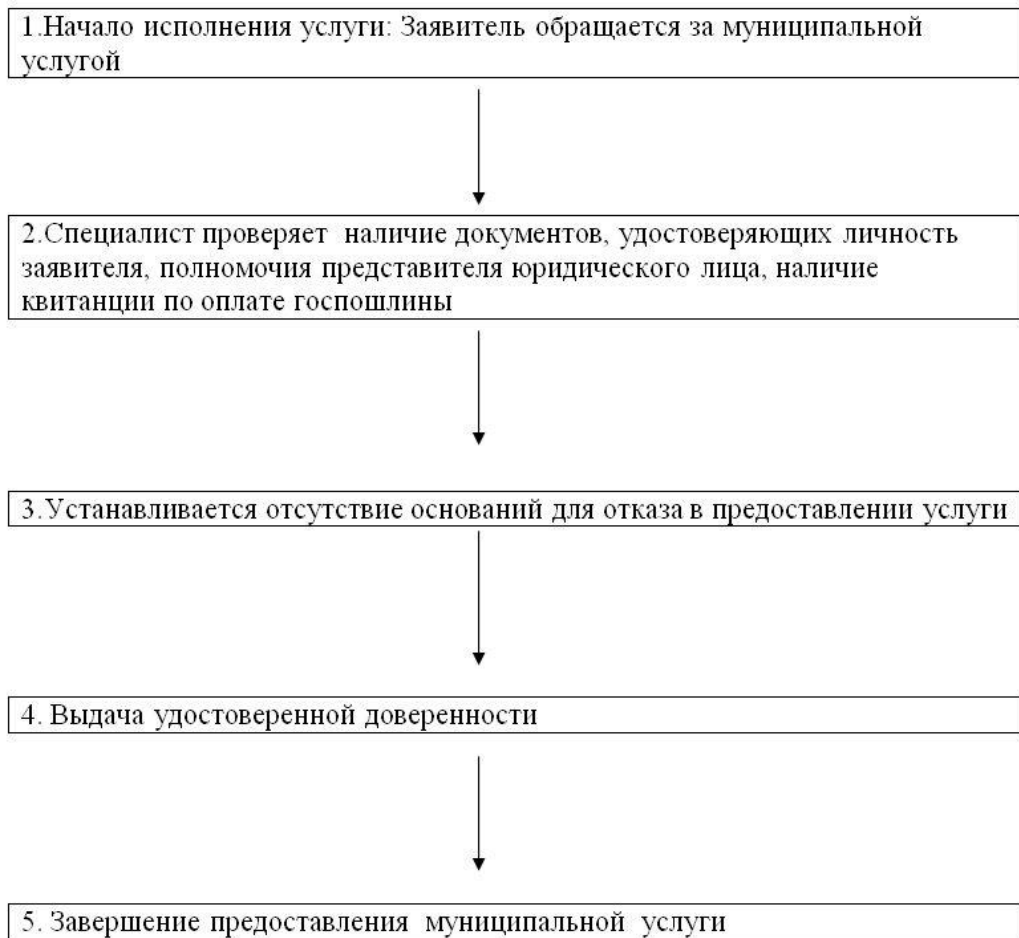 1.Начало исполнения услуги: Заявитель обращается за муниципальной
услугой
2.Специалист проверяет наличие документов, удостоверяющих личность
заявителя, полномочия представителя юридического лица, наличие
квитанции по оплате госпошлины
3.Устанавливается отсутствие оснований для отказа в предоставлении услуги
4. Выдача удостоверенной доверенности
5. Завершение предоставления муниципальной услуги